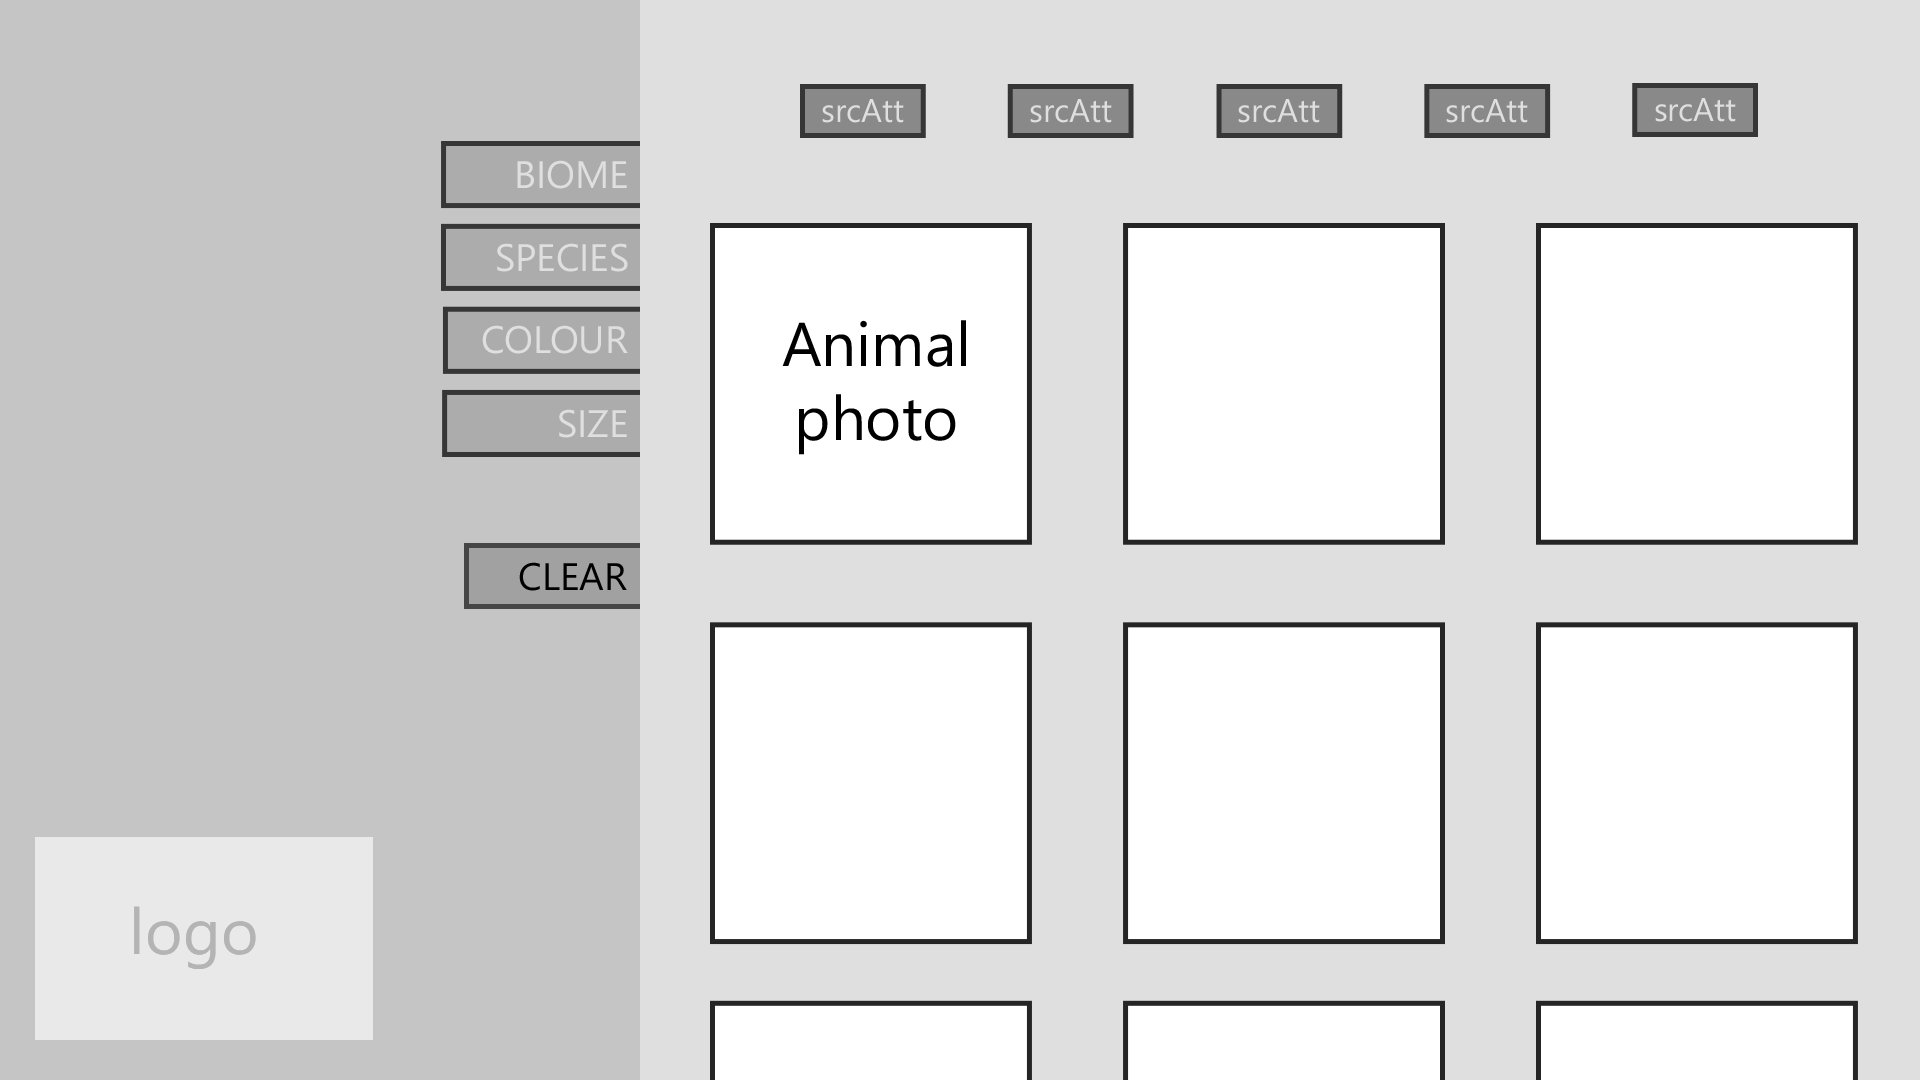 srcAtt srcAtt srcAtt srcAtt srcAtt
BIOME
SPECIES
COLOUR
SIZE
CLEAR
Animal
photo
logo